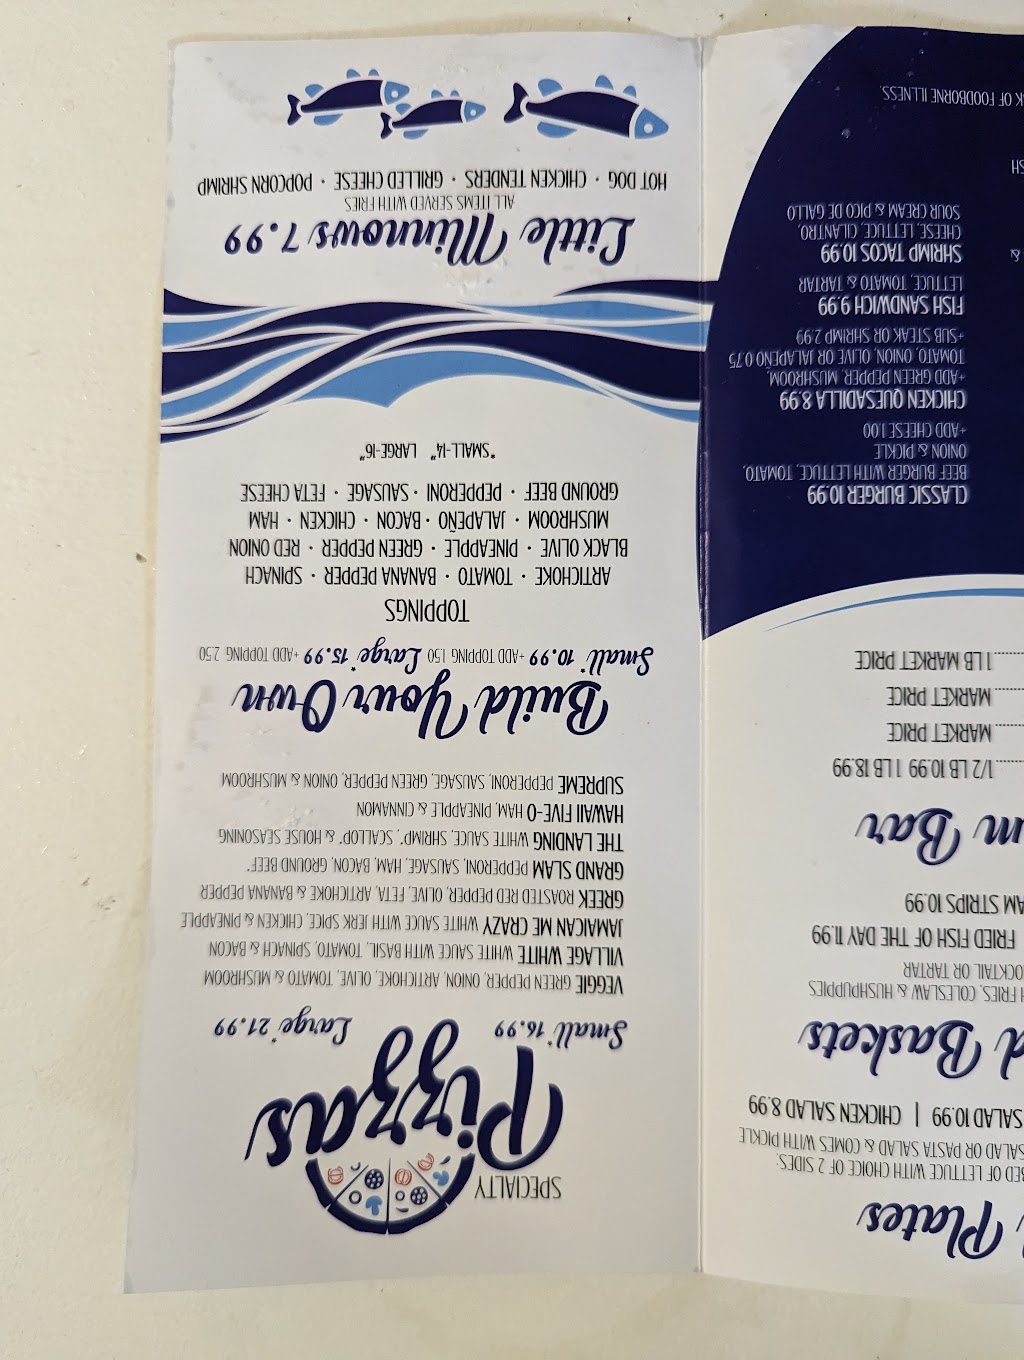 SPECIALTY
Pizzas
Small* 16.99 Large* 21.99
VEGGIE GREEN PEPPER, ONION, ARTICHOKE, OLIVE, TOMATO & MUSHROOM
VILLAGE WHITE WHITE SAUCE WITH BASIL, TOMATO, SPINACH & BACON
JAMAICAN ME CRAZY WHITE SAUCE WITH JERK SPICE, CHICKEN & PINEAPPLE
GREEK ROASTED RED PEPPER, OLIVE, FETA, ARTICHOKE & BANANA PEPPER
GRAND SLAM PEPPERONI, SAUSAGE, HAM, BACON, GROUND BEEF*
THE LANDING WHITE SAUCE, SHRIMP*, SCALLOP* & HOUSE SEASONING
HAWAII FIVE-O HAM, PINEAPPLE & CINNAMON
SUPREME PEPPERONI, SAUSAGE, GREEN PEPPER, ONION & MUSHROOM
Build Your Own
Small* 10.99 +ADD TOPPING 1.50 Large* 15.99 +ADD TOPPING 2.50
TOPPINGS
ARTICHOKE • TOMATO • BANANA PEPPER • SPINACH
BLACK OLIVE • PINEAPPLE • GREEN PEPPER • RED ONION
MUSHROOM • JALAPEÑO • BACON • CHICKEN • HAM
GROUND BEEF • PEPPERONI • SAUSAGE • FETA CHEESE
*SMALL-14" LARGE-16"
Little Minnows 7.99
ALL ITEMS SERVED WITH FRIES
HOT DOG • CHICKEN TENDERS • GRILLED CHEESE • POPCORN SHRIMP
Plates
BED OF LETTUCE WITH CHOICE OF 2 SIDES:
SALAD OR PASTA SALAD & COMES WITH PICKLE
SALAD 10.99 | CHICKEN SALAD 8.99
d Baskets
H FRIES, COLESLAW & HUSHPUPPIES
OCKTAIL OR TARTAR
FRIED FISH OF THE DAY 11.99
AM STRIPS 10.99
m Bar
1/2 LB 10.99 1 LB 18.99
MARKET PRICE
MARKET PRICE
1 LB MARKET PRICE
CLASSIC BURGER 10.99
BEEF BURGER WITH LETTUCE, TOMATO,
ONION & PICKLE
+ADD CHEESE 1.00
CHICKEN QUESADILLA 8.99
+ADD GREEN PEPPER, MUSHROOM,
TOMATO, ONION, OLIVE OR JALAPEÑO 0.75
+SUB STEAK OR SHRIMP 2.99
FISH SANDWICH 9.99
LETTUCE, TOMATO & TARTAR
SHRIMP TACOS 10.99
CHEESE, LETTUCE, CILANTRO,
SOUR CREAM & PICO DE GALLO
&
SH
K OF FOODBORNE ILLNESS.